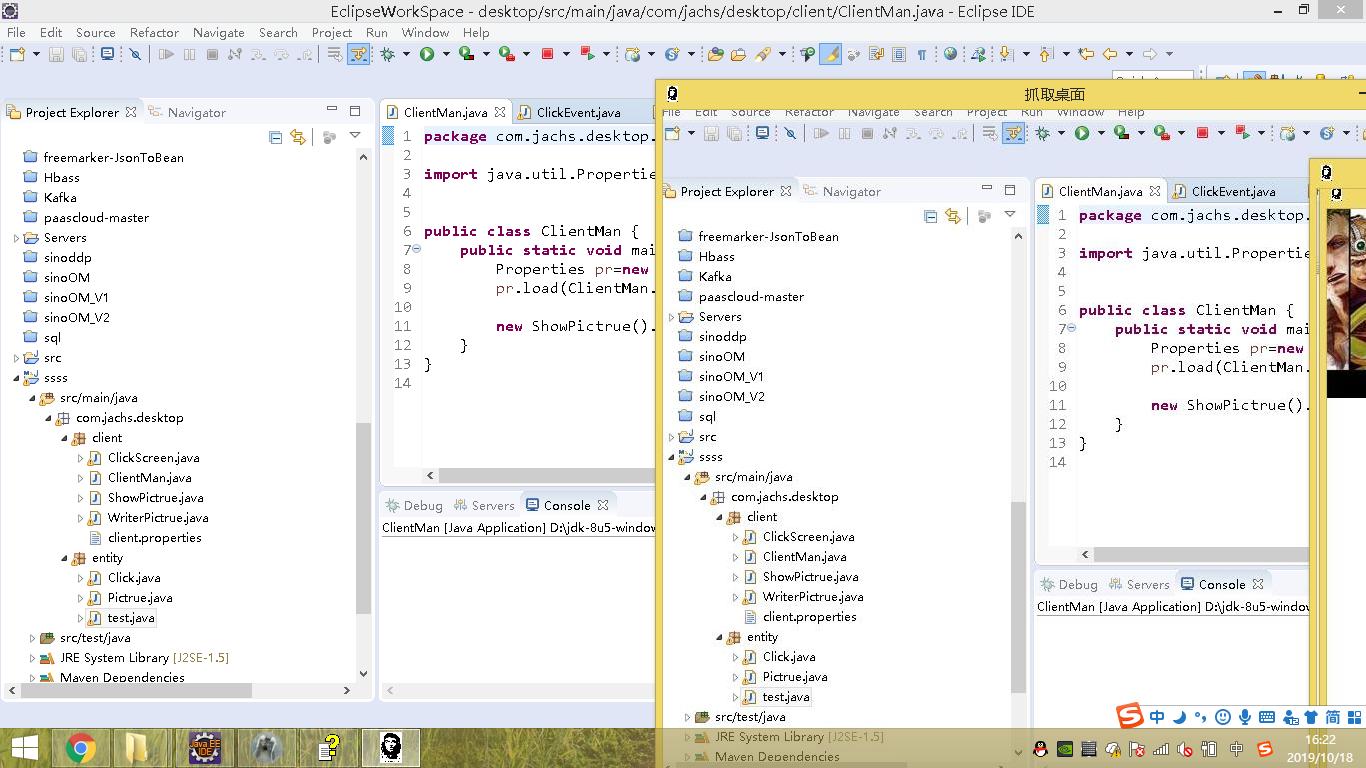 EclipseWorkSpace - desktop/src/main/java/com/jachs/desktop/client/ClientMan.java - Eclipse IDE
File Edit Source Refactor Navigate Search Project Run Window Help
Project Explorer Navigator
freemarker-JsonToBean
Hbass
Kafka
paascloud-master
Servers
sinoddp
sinoOM
sinoOM_V1
sinoOM_V2
sql
src
ssss
src/main/java
com.jachs.desktop
client
ClickScreen.java
ClientMan.java
ShowPictrue.java
WriterPictrue.java
client.properties
entity
Click.java
Pictrue.java
test.java
src/test/java
JRE System Library [J2SE-1.5]
Maven Dependencies
ClientMan.java ClickEvent.java
1 package com.jachs.desktop.
2
3 import java.util.Propertie
4
5
6 public class ClientMan {
7 public static void mai
8 Properties pr=new
9 pr.load(ClientMan.
10
11 new ShowPictrue().
12 }
13 }
14
Debug Servers Console
ClientMan [Java Application] D:\jdk-8u5-window
抓取桌面
File Edit Source Refactor Navigate Search Project Run Window Help
Project Explorer Navigator
freemarker-JsonToBean
Hbass
Kafka
paascloud-master
Servers
sinoddp
sinoOM
sinoOM_V1
sinoOM_V2
sql
src
ssss
src/main/java
com.jachs.desktop
client
ClickScreen.java
ClientMan.java
ShowPictrue.java
WriterPictrue.java
client.properties
entity
Click.java
Pictrue.java
test.java
src/test/java
JRE System Library [J2SE-1.5]
Maven Dependencies
ClientMan.java ClickEvent.java
1 package com.jachs.desktop.
2
3 import java.util.Propertie
4
5
6 public class ClientMan {
7 public static void mai
8 Properties pr=new
9 pr.load(ClientMan.
10
11 new ShowPictrue().
12 }
13 }
14
Debug Servers Console
ClientMan [Java Application] D:\jdk-8u5-window
中 简
Java EE
IDE
中
16:22
2019/10/18